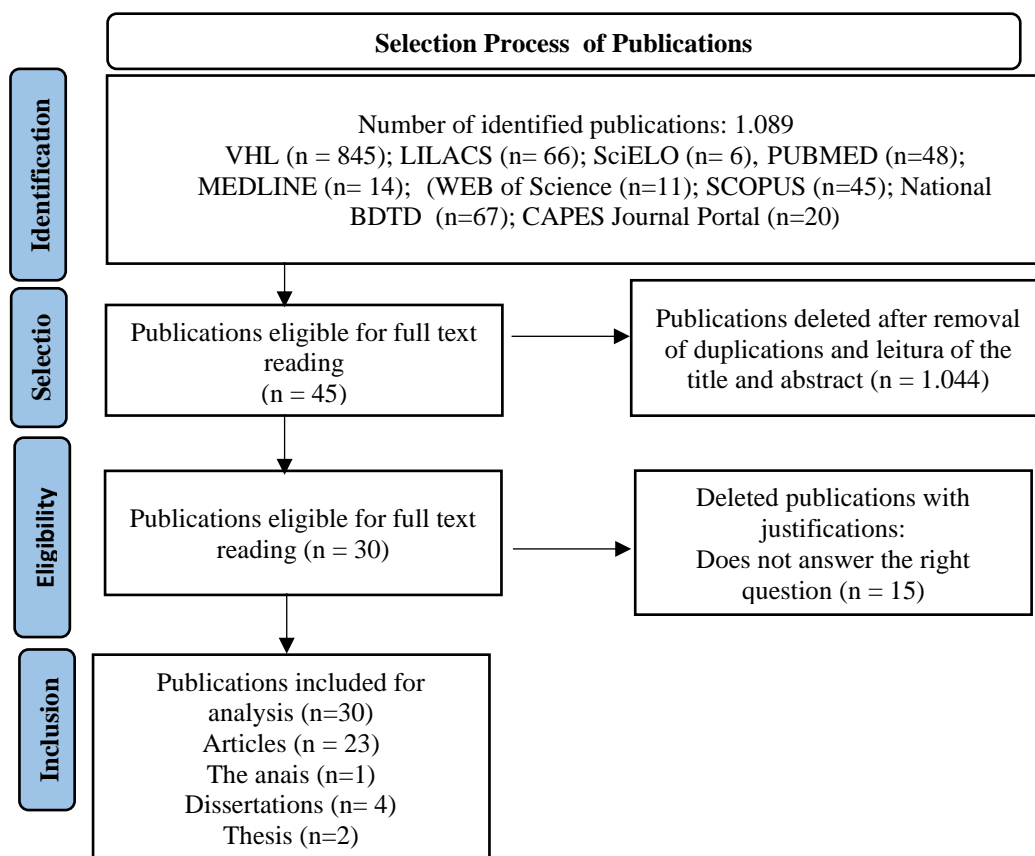 Selection Process of Publications
Identification
Number of identified publications: 1.089
VHL (n = 845); LILACS (n= 66); SciELO (n= 6), PUBMED (n=48);
MEDLINE (n= 14); (WEB of Science (n=11); SCOPUS (n=45); National
BDTD (n=67); CAPES Journal Portal (n=20)
Selectio
Publications eligible for full text
reading
(n = 45)
Publications deleted after removal
of duplications and leitura of the
title and abstract (n = 1.044)
Eligibility
Publications eligible for full text
reading (n = 30)
Deleted publications with
justifications:
Does not answer the right
question (n = 15)
Inclusion
Publications included for
analysis (n=30)
Articles (n = 23)
The anais (n=1)
Dissertations (n= 4)
Thesis (n=2)